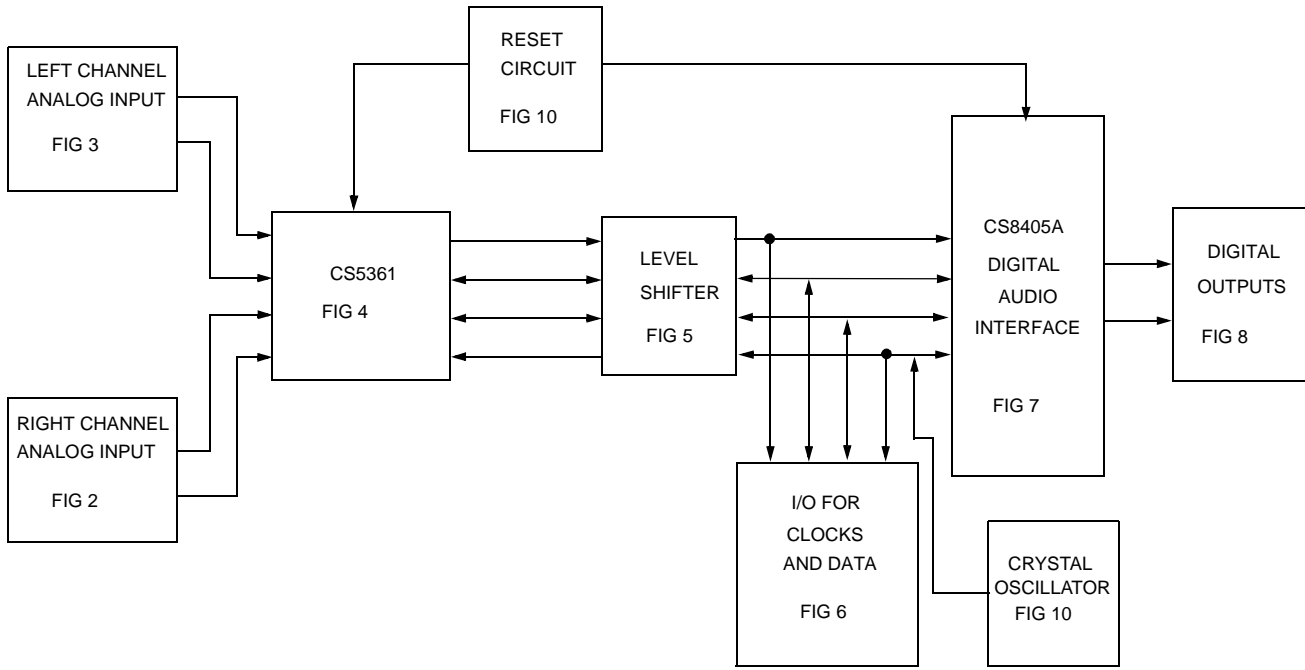 LEFT CHANNEL
ANALOG INPUT
FIG 3
RESET
CIRCUIT
FIG 10
CS5361
FIG 4
LEVEL
SHIFTER
FIG 5
CS8405A
DIGITAL
AUDIO
INTERFACE
FIG 7
DIGITAL
OUTPUTS
FIG 8
RIGHT CHANNEL
ANALOG INPUT
FIG 2
I/O FOR
CLOCKS
AND DATA
FIG 6
CRYSTAL
OSCILLATOR
FIG 10